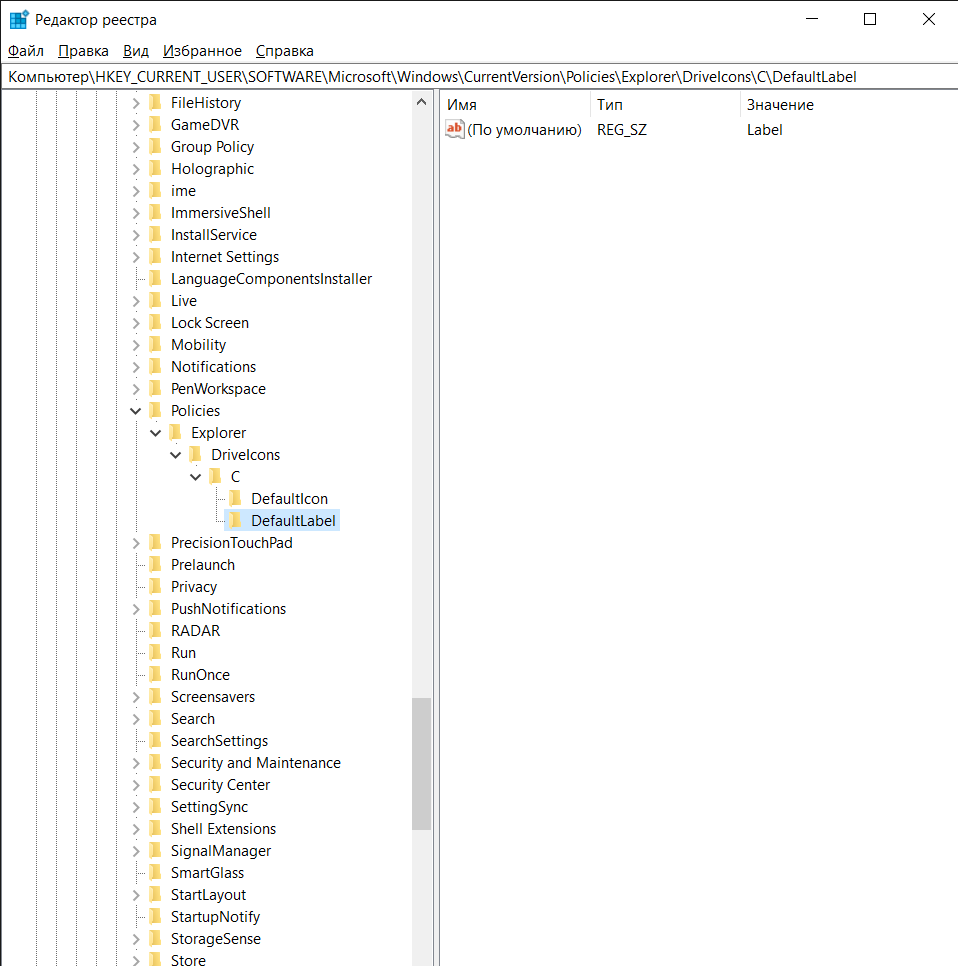 Редактор реестра
Файл Правка Вид Избранное Справка
Компьютер\HKEY_CURRENT_USER\SOFTWARE\Microsoft\Windows\CurrentVersion\Policies\Explorer\DriveIcons\C\DefaultLabel
FileHistory
GameDVR
Group Policy
Holographic
ime
ImmersiveShell
InstallService
Internet Settings
LanguageComponentsInstaller
Live
Lock Screen
Mobility
Notifications
PenWorkspace
Policies
Explorer
DriveIcons
C
DefaultIcon
DefaultLabel
PrecisionTouchPad
Prelaunch
Privacy
PushNotifications
RADAR
Run
RunOnce
Screensavers
Search
SearchSettings
Security and Maintenance
Security Center
SettingSync
Shell Extensions
SignalManager
SmartGlass
StartLayout
StartupNotify
StorageSense
Store
Имя Тип Значение
ab (По умолчанию) REG_SZ Label